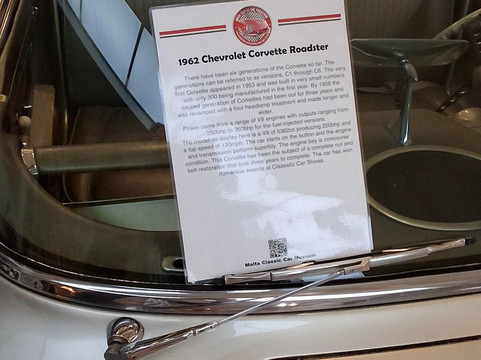 1962 Chevrolet Corvette Roadster
There have been six generations of the Corvette so far. The
generations can be referred to as versions, C1 through C6. The very
first Corvette appeared in 1953 and was built in very small numbers,
with only 300 being manufactured in the first year. By 1958 the
second generation of Corvettes had been out for three years and
was revamped with a four headlamp treatment and made longer and
wider.
Power came from a range of V8 engines with outputs ranging from
250bhp to 360bhp for the fuel-injected versions.
The model on display here is a V8 of 5362cc producing 250bhp and
a top speed of 120mph. The car starts on the button and the engine
and transmission perform superbly. The engine bay is concourse
condition. This Corvette has been the subject of a complete nut and
bolt restoration that took three years to complete. The car has won
numerous awards at Classic Car Shows.
Malta Classic Car Museum